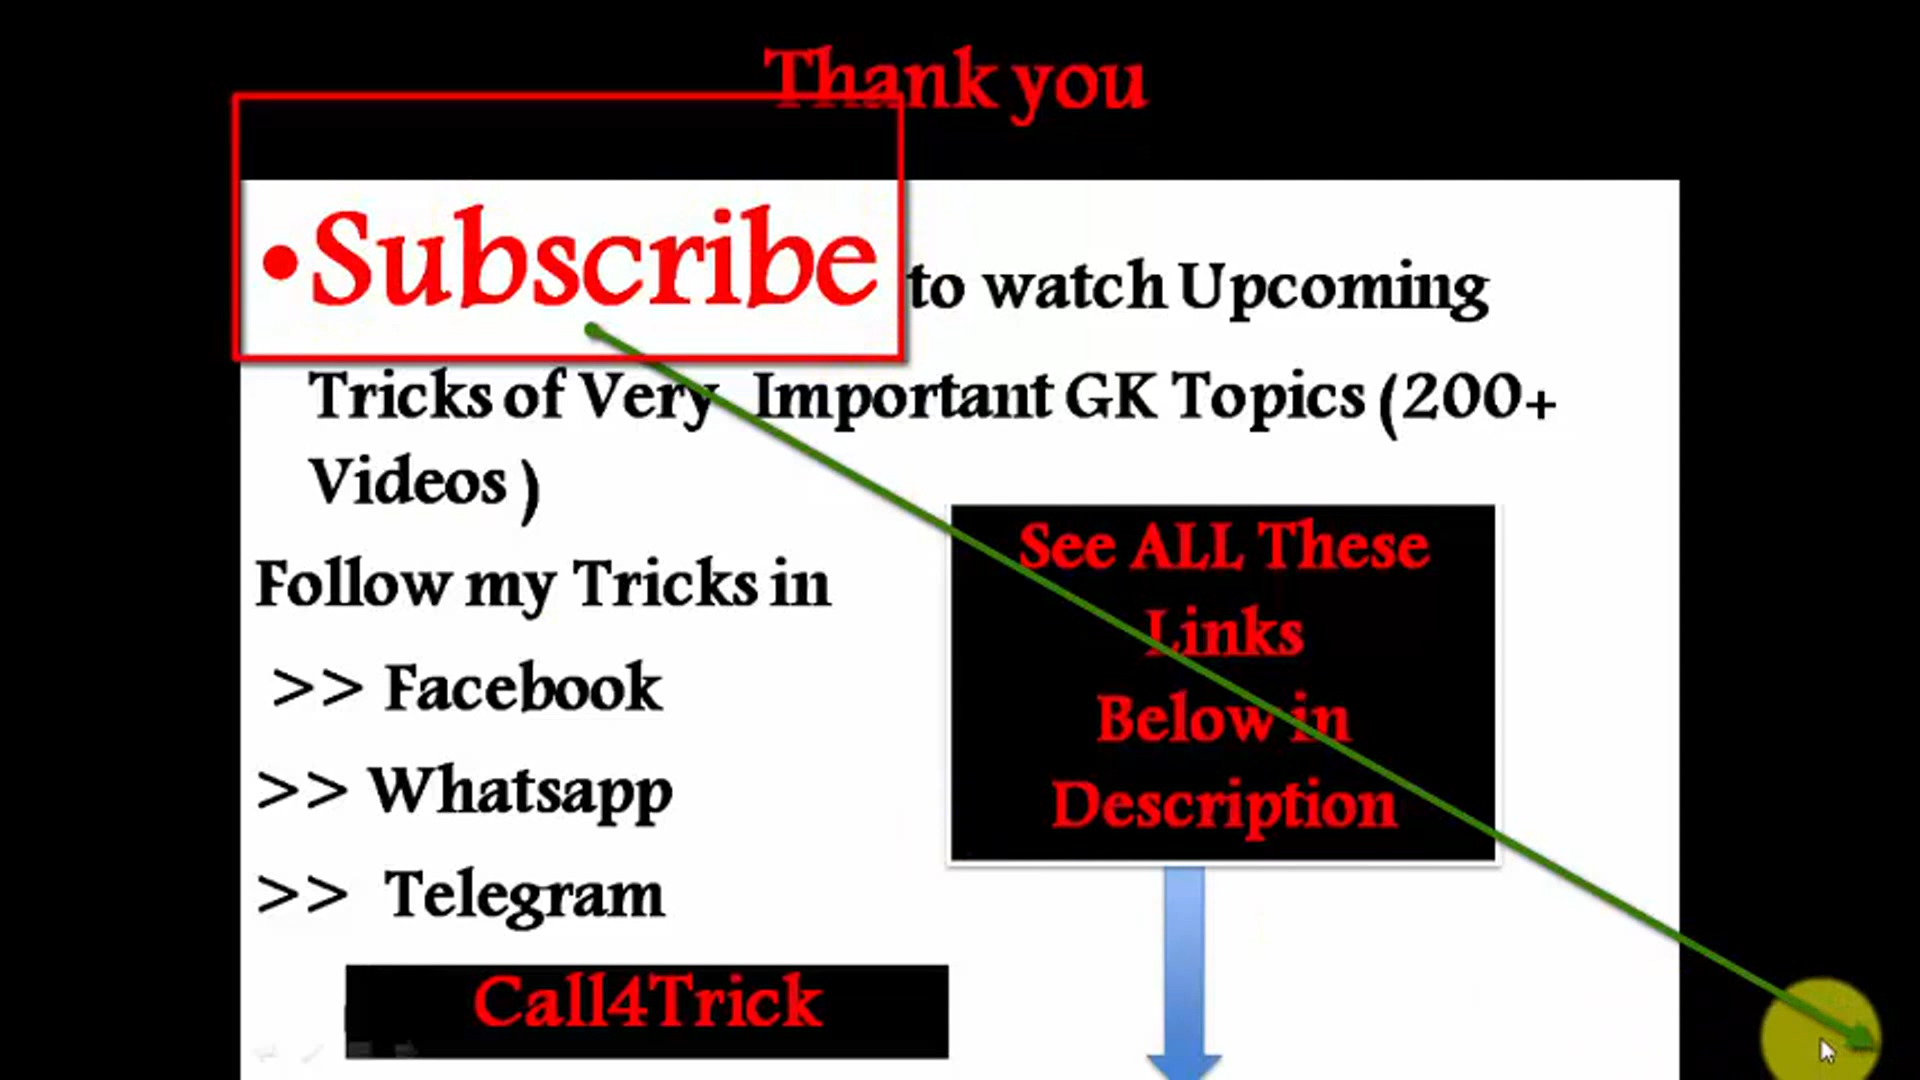 Thank you
•Subscribe to watch Upcoming
Tricks of Very Important GK Topics (200+
Videos )
Follow my Tricks in
>> Facebook
>> Whatsapp
>> Telegram
See ALL These
Links
Below in
Description
Call4Trick